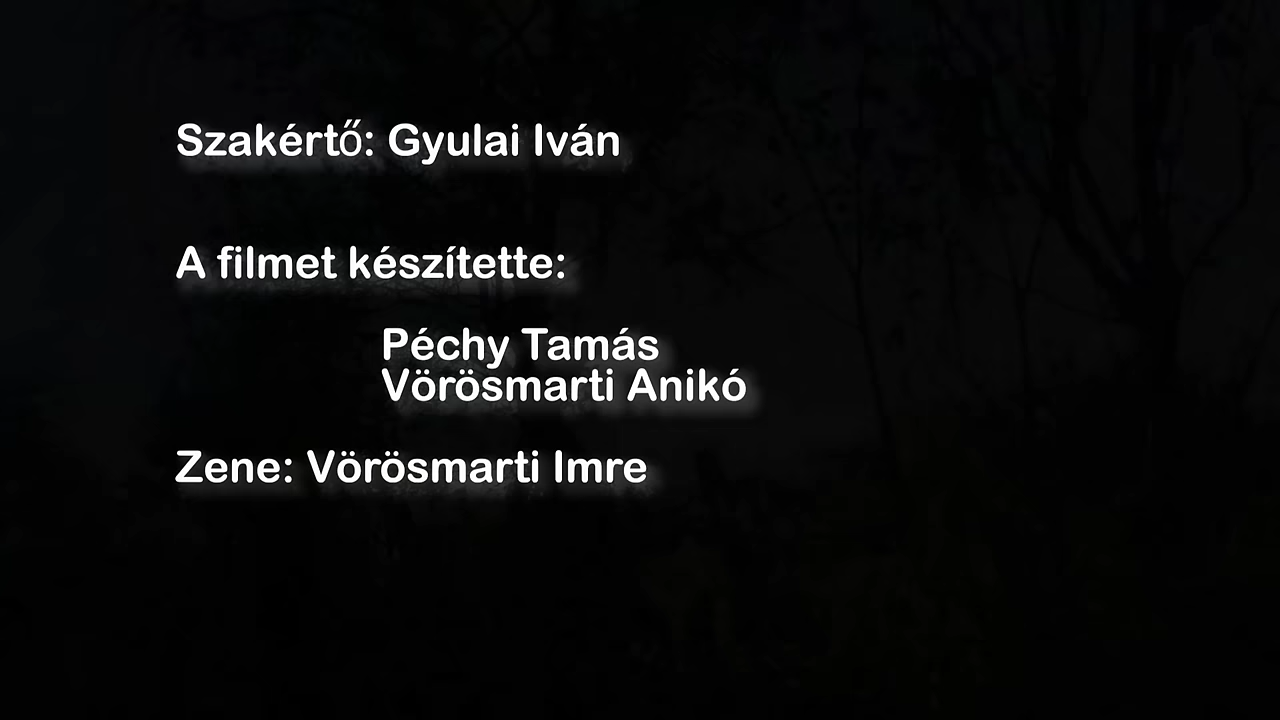 Szakértő: Gyulai Iván
A filmet készítette:
Péchy Tamás
Vörösmarti Anikó
Zene: Vörösmarti Imre